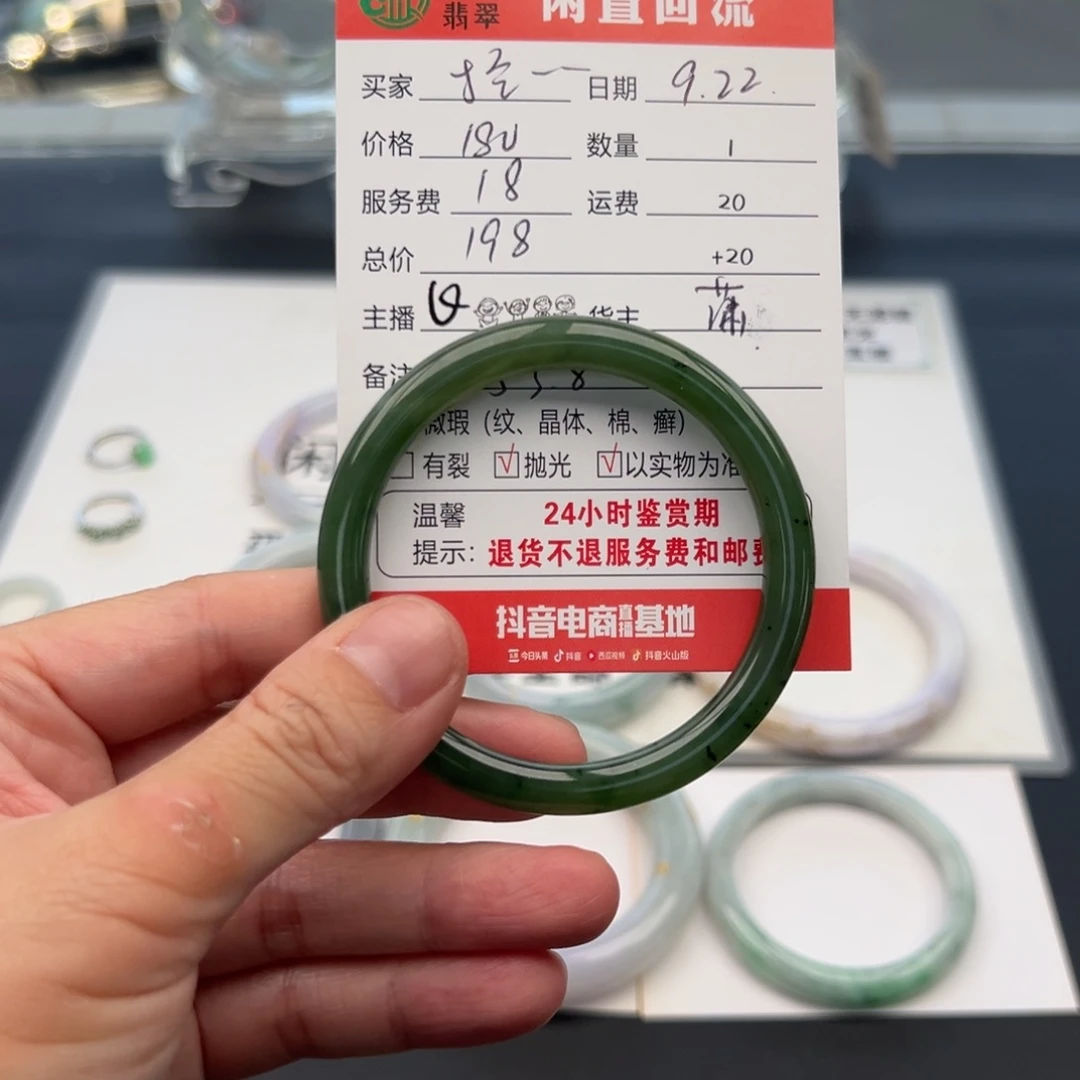 翡翠 闲置回流
买家 日期 9.22.
价格 180 数量 1
服务费 18 运费 20
总价 198 +20
主播 货主 蒲
备注 55.8
微瑕（纹、晶体、棉、癣）
有裂 √抛光 √以实物为准
温馨 24小时鉴赏期
提示：退货不退服务费和邮费
抖音电商直播基地
今日头条 抖音 西瓜视频 抖音火山版